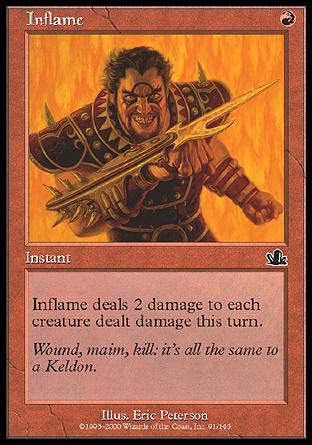 Inflame
Instant
Inflame deals 2 damage to each
creature dealt damage this turn.
Wound, maim, kill: it's all the same to
a Keldon.
Illus. Eric Peterson
©1993-2000 Wizards of the Coast, Inc. 91/143